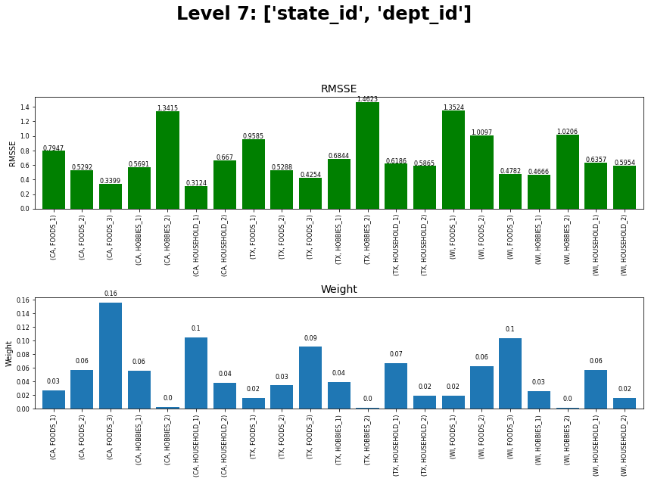 Level 7: ['state_id', 'dept_id']
RMSSE
RMSSE
1.4
1.2
1.0
0.8
0.6
0.4
0.2
0.0
0.7947
0.5292
0.3399
0.5691
1.3415
0.3124
0.667
0.9585
0.5288
0.4254
0.6844
1.4623
0.6186
0.5865
1.3524
1.0097
0.4782
0.4666
1.0206
0.6357
0.5954
(CA, FOODS_1)
(CA, FOODS_2)
(CA, FOODS_3)
(CA, HOBBIES_1)
(CA, HOBBIES_2)
(CA, HOUSEHOLD_1)
(CA, HOUSEHOLD_2)
(TX, FOODS_1)
(TX, FOODS_2)
(TX, FOODS_3)
(TX, HOBBIES_1)
(TX, HOBBIES_2)
(TX, HOUSEHOLD_1)
(TX, HOUSEHOLD_2)
(WI, FOODS_1)
(WI, FOODS_2)
(WI, FOODS_3)
(WI, HOBBIES_1)
(WI, HOBBIES_2)
(WI, HOUSEHOLD_1)
(WI, HOUSEHOLD_2)
Weight
Weight
0.16
0.14
0.12
0.10
0.08
0.06
0.04
0.02
0.00
0.03
0.06
0.16
0.06
0.0
0.1
0.04
0.02
0.03
0.09
0.04
0.0
0.07
0.02
0.02
0.06
0.1
0.03
0.0
0.06
0.02
(CA, FOODS_1)
(CA, FOODS_2)
(CA, FOODS_3)
(CA, HOBBIES_1)
(CA, HOBBIES_2)
(CA, HOUSEHOLD_1)
(CA, HOUSEHOLD_2)
(TX, FOODS_1)
(TX, FOODS_2)
(TX, FOODS_3)
(TX, HOBBIES_1)
(TX, HOBBIES_2)
(TX, HOUSEHOLD_1)
(TX, HOUSEHOLD_2)
(WI, FOODS_1)
(WI, FOODS_2)
(WI, FOODS_3)
(WI, HOBBIES_1)
(WI, HOBBIES_2)
(WI, HOUSEHOLD_1)
(WI, HOUSEHOLD_2)